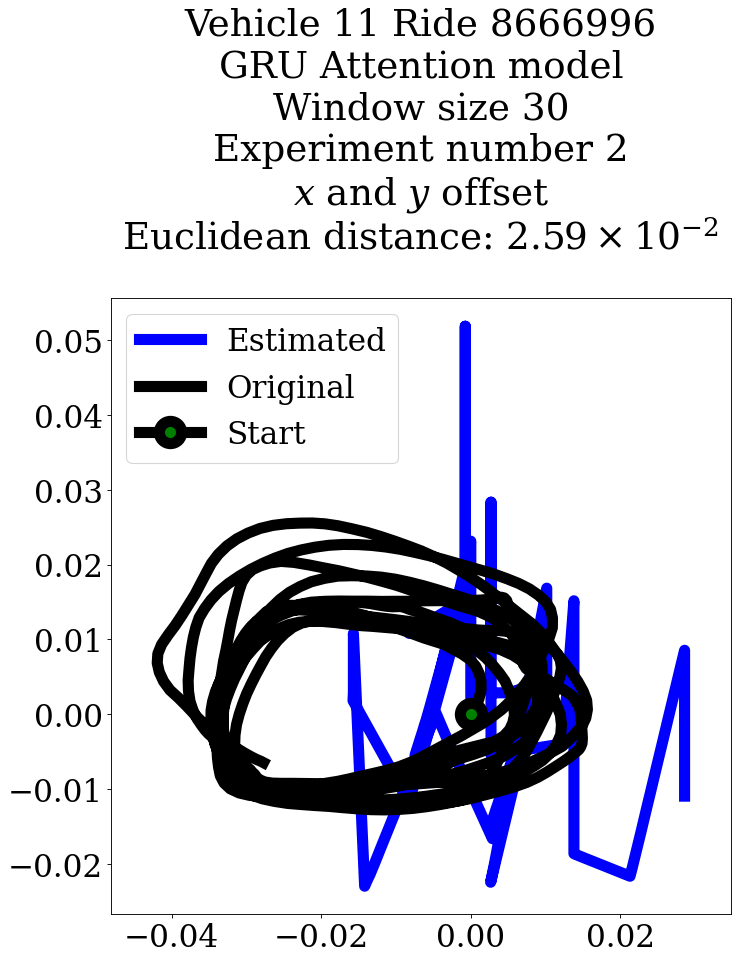 Vehicle 11 Ride 8666996
GRU Attention model
Window size 30
Experiment number 2
x and y offset
Euclidean distance: 2.59 × 10⁻²
Estimated
Original
Start
0.05
0.04
0.03
0.02
0.01
0.00
−0.01
−0.02
−0.04 −0.02 0.00 0.02